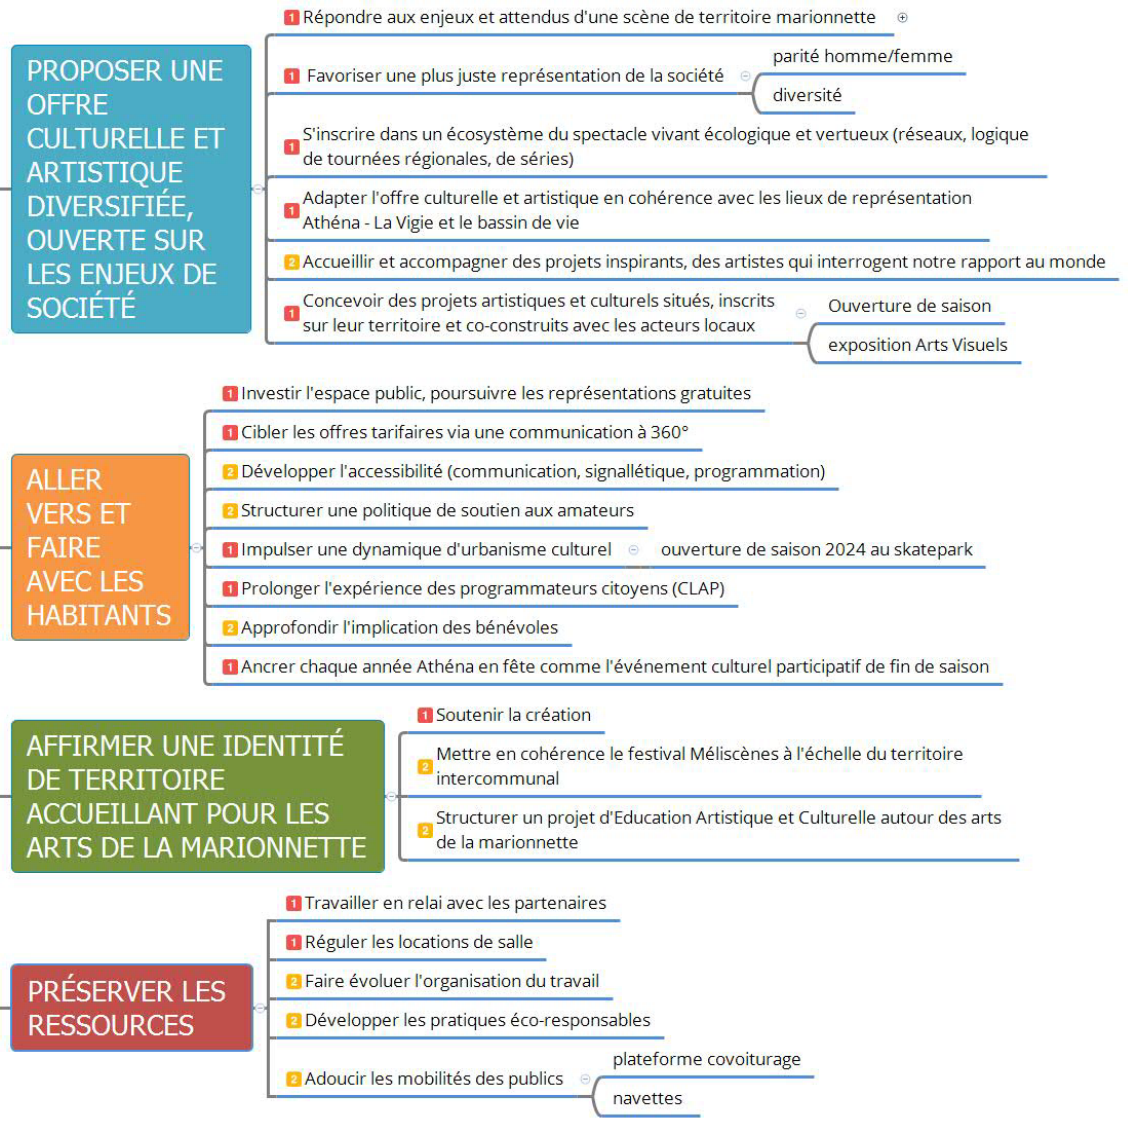 PROPOSER UNE
OFFRE
CULTURELLE ET
ARTISTIQUE
DIVERSIFIÉE,
OUVERTE SUR
LES ENJEUX DE
SOCIÉTÉ
1 Répondre aux enjeux et attendus d'une scène de territoire marionnette
1 Favoriser une plus juste représentation de la société
parité homme/femme
diversité
1 S'inscrire dans un écosystème du spectacle vivant écologique et vertueux (réseaux, logique
de tournées régionales, de séries)
1 Adapter l'offre culturelle et artistique en cohérence avec les lieux de représentation
Athéna - La Vigie et le bassin de vie
2 Accueillir et accompagner des projets inspirants, des artistes qui interrogent notre rapport au monde
1 Concevoir des projets artistiques et culturels situés, inscrits
sur leur territoire et co-construits avec les acteurs locaux
Ouverture de saison
exposition Arts Visuels
ALLER
VERS ET
FAIRE
AVEC LES
HABITANTS
1 Investir l'espace public, poursuivre les représentations gratuites
1 Cibler les offres tarifaires via une communication à 360°
2 Développer l'accessibilité (communication, signallétique, programmation)
2 Structurer une politique de soutien aux amateurs
1 Impulser une dynamique d'urbanisme culturel
ouverture de saison 2024 au skatepark
1 Prolonger l'expérience des programmateurs citoyens (CLAP)
2 Approfondir l'implication des bénévoles
1 Ancrer chaque année Athéna en fête comme l'événement culturel participatif de fin de saison
AFFIRMER UNE IDENTITÉ
DE TERRITOIRE
ACCUEILLANT POUR LES
ARTS DE LA MARIONNETTE
1 Soutenir la création
2 Mettre en cohérence le festival Méliscènes à l'échelle du territoire
intercommunal
2 Structurer un projet d'Education Artistique et Culturelle autour des arts
de la marionnette
PRÉSERVER LES
RESSOURCES
1 Travailler en relai avec les partenaires
1 Réguler les locations de salle
2 Faire évoluer l'organisation du travail
2 Développer les pratiques éco-responsables
2 Adoucir les mobilités des publics
plateforme covoiturage
navettes